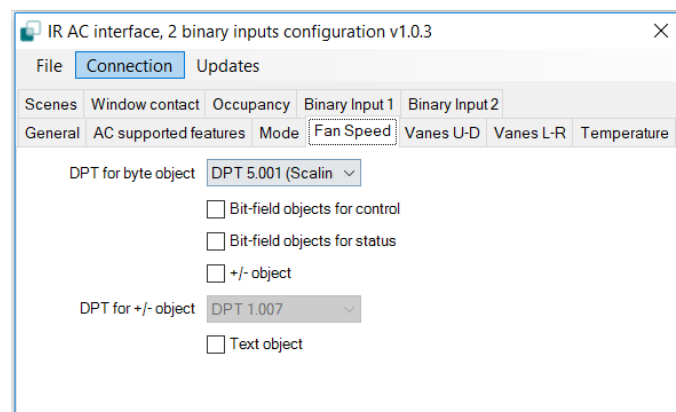 IR AC interface, 2 binary inputs configuration v1.0.3
File Connection Updates
Scenes Window contact Occupancy Binary Input 1 Binary Input 2
General AC supported features Mode Fan Speed Vanes U-D Vanes L-R Temperature
DPT for byte object DPT 5.001 (Scalin
Bit-field objects for control
Bit-field objects for status
+/- object
DPT for +/- object DPT 1.007
Text object